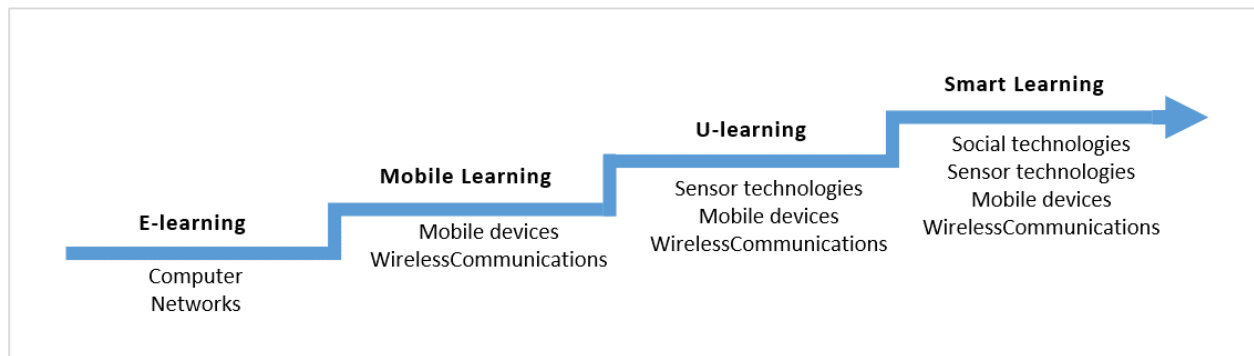 E-learning
Computer
Networks
Mobile Learning
Mobile devices
WirelessCommunications
U-learning
Sensor technologies
Mobile devices
WirelessCommunications
Smart Learning
Social technologies
Sensor technologies
Mobile devices
WirelessCommunications